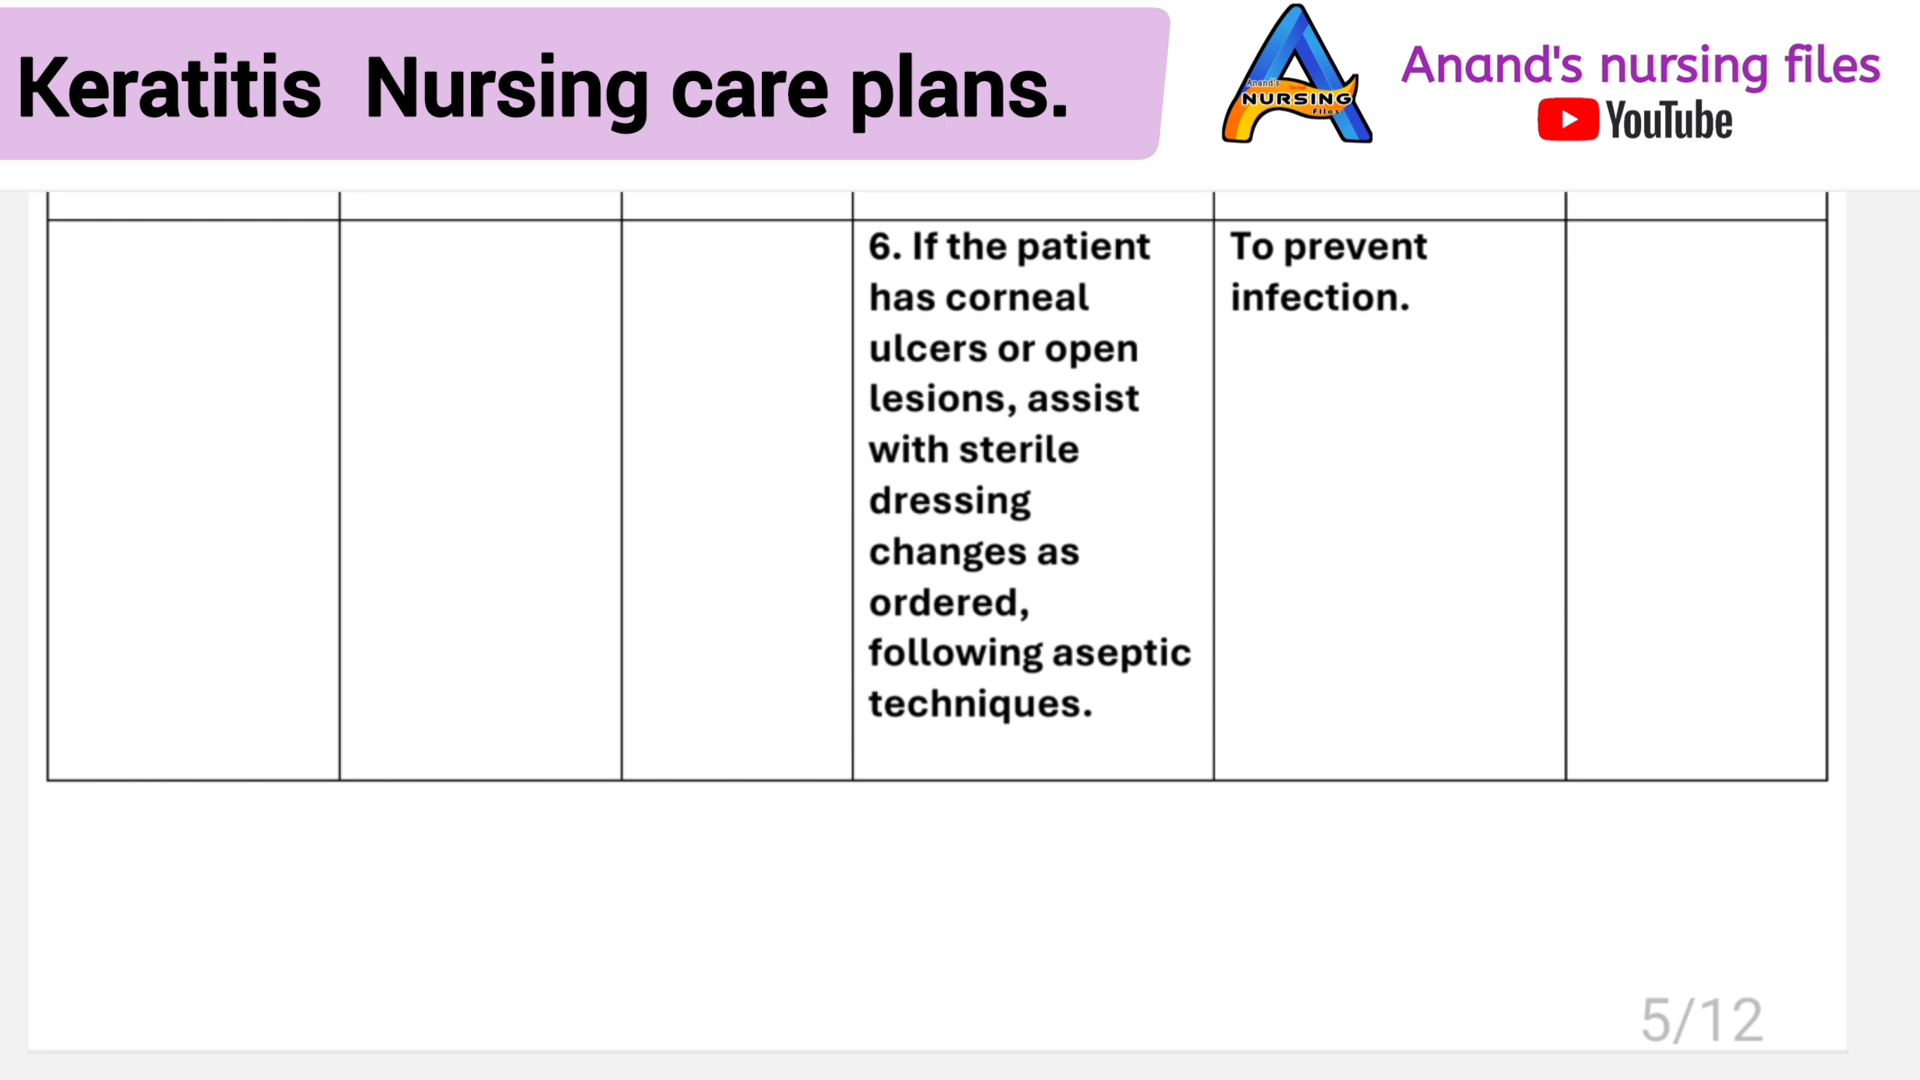 Keratitis Nursing care plans.
Anand's
NURSING
Files
Anand's nursing files
YouTube
6. If the patient
has corneal
ulcers or open
lesions, assist
with sterile
dressing
changes as
ordered,
following aseptic
techniques.
To prevent
infection.
5/12